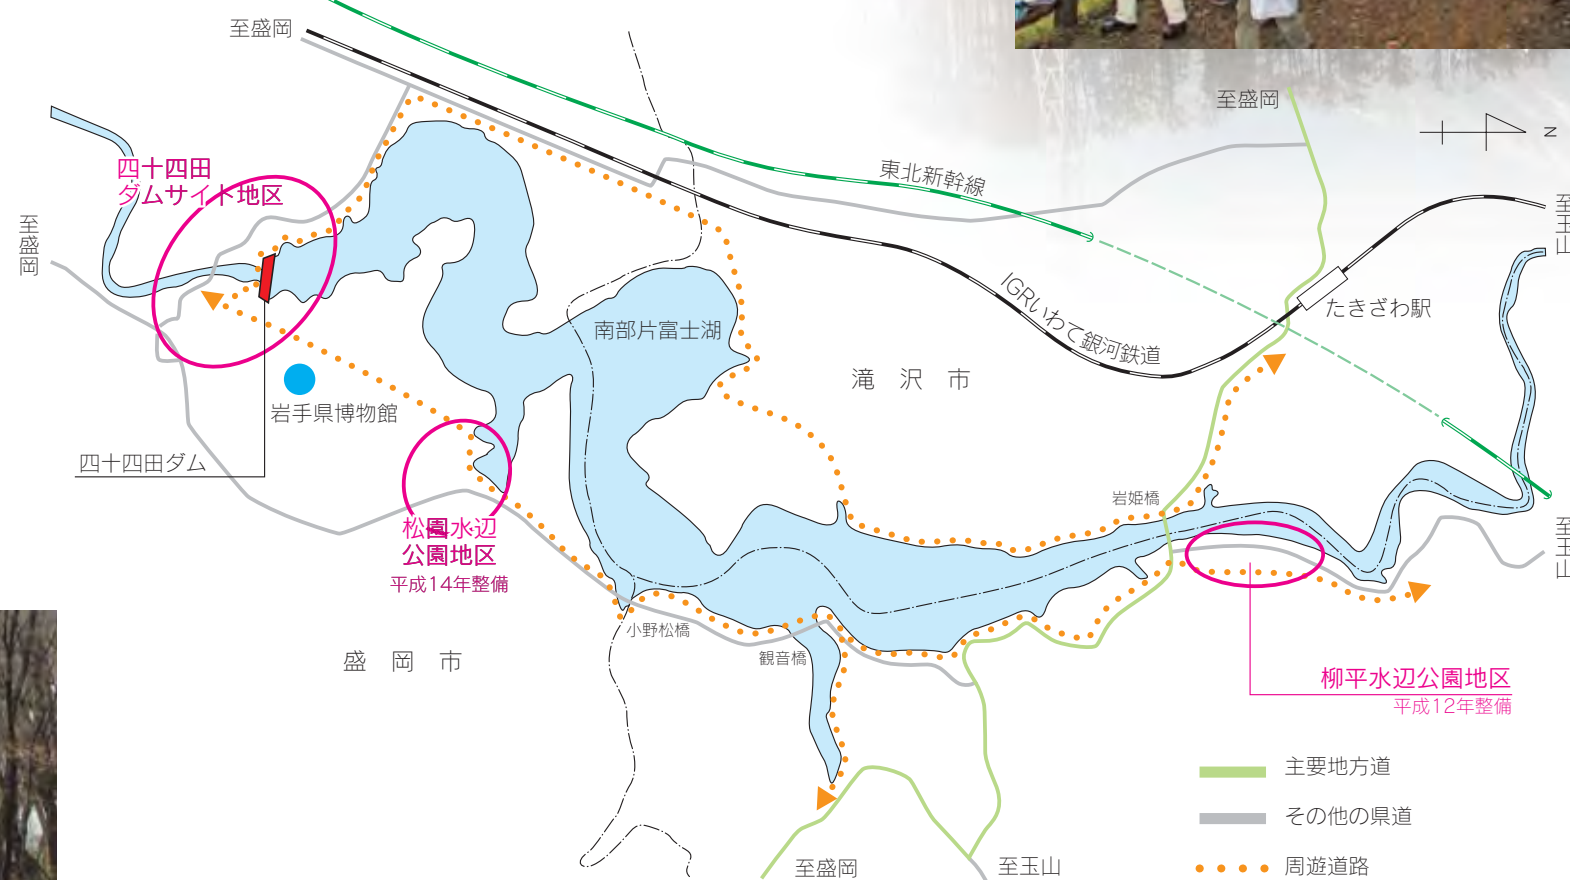 至盛岡
至盛岡
N
四十四田
ダムサイト地区
東北新幹線
至玉山
至盛岡
IGRいわて銀河鉄道
たきざわ駅
南部片富士湖
滝沢市
岩手県博物館
四十四田ダム
岩姫橋
松園水辺
公園地区
平成14年整備
至玉山
小野松橋
観音橋
盛岡市
柳平水辺公園地区
平成12年整備
主要地方道
その他の県道
周遊道路
至盛岡
至玉山